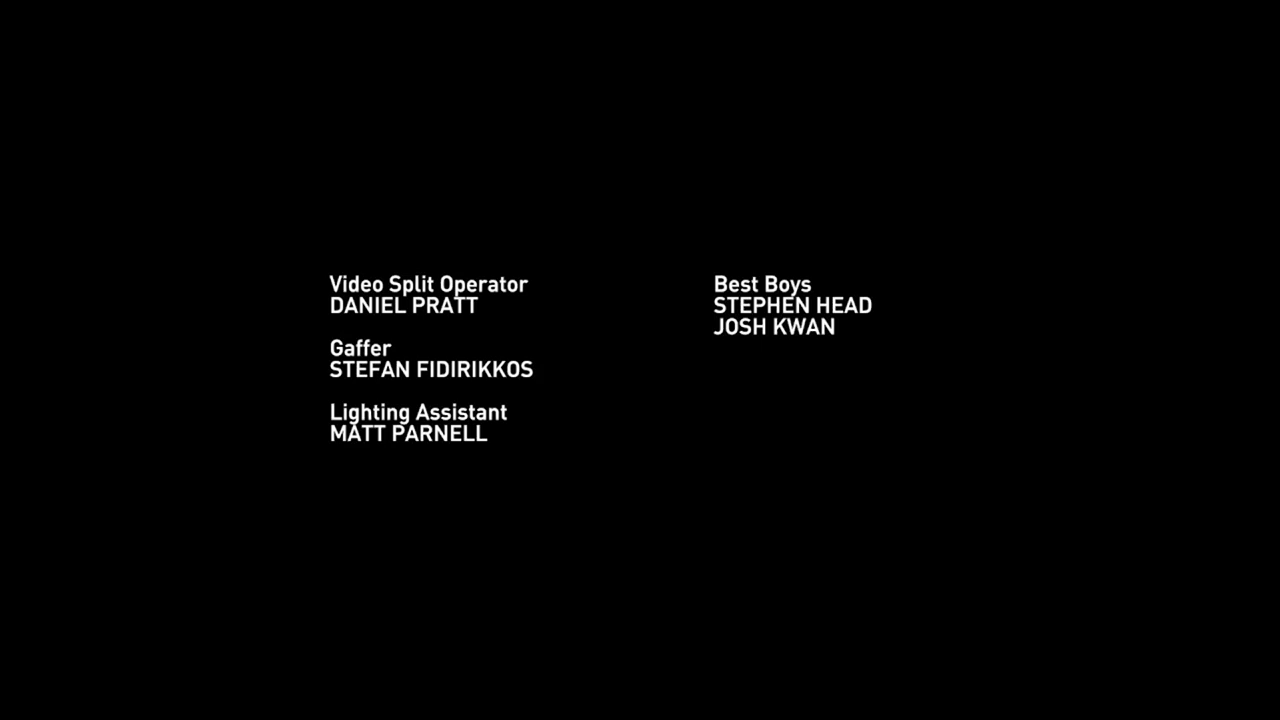 Video Split Operator
DANIEL PRATT
Gaffer
STEFAN FIDIRIKKOS
Lighting Assistant
MATT PARNELL
Best Boys
STEPHEN HEAD
JOSH KWAN